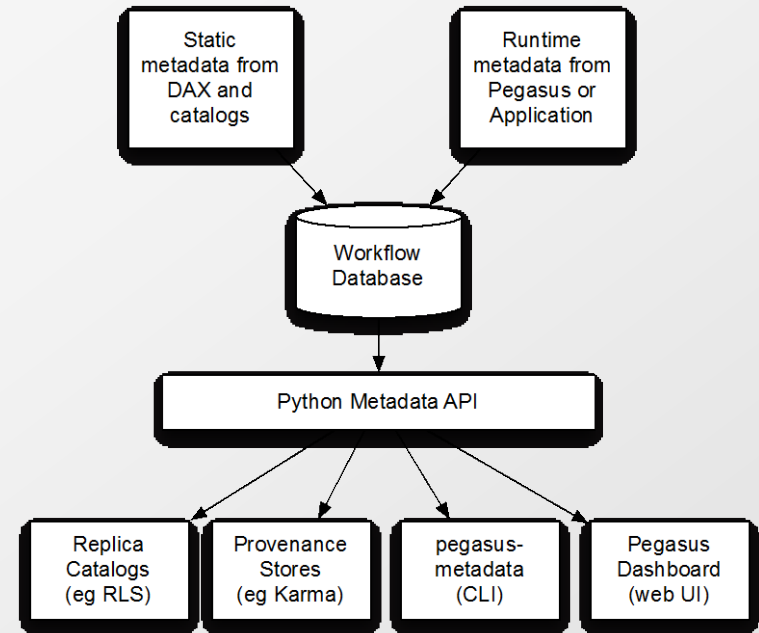 Static
metadata from
DAX and
catalogs
Runtime
metadata from
Pegasus or
Application
Workflow
Database
Python Metadata API
Replica
Catalogs
(eg RLS)
Provenance
Stores
(eg Karma)
pegasus-
metadata
(CLI)
Pegasus
Dashboard
(web UI)